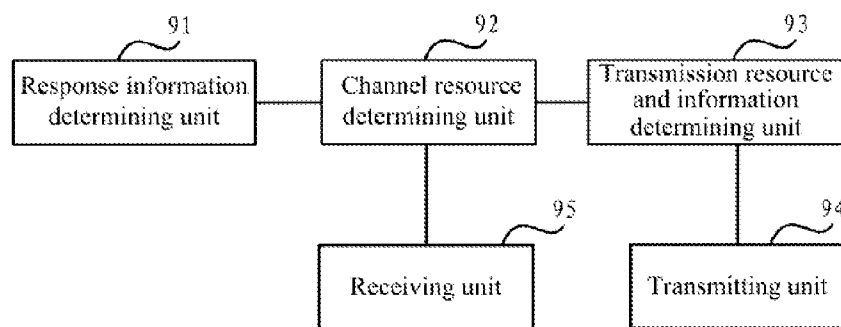 91
92
93
Response information
determining unit
Channel resource
determining unit
Transmission resource
and information
determining unit
95
94
Receiving unit
Transmitting unit